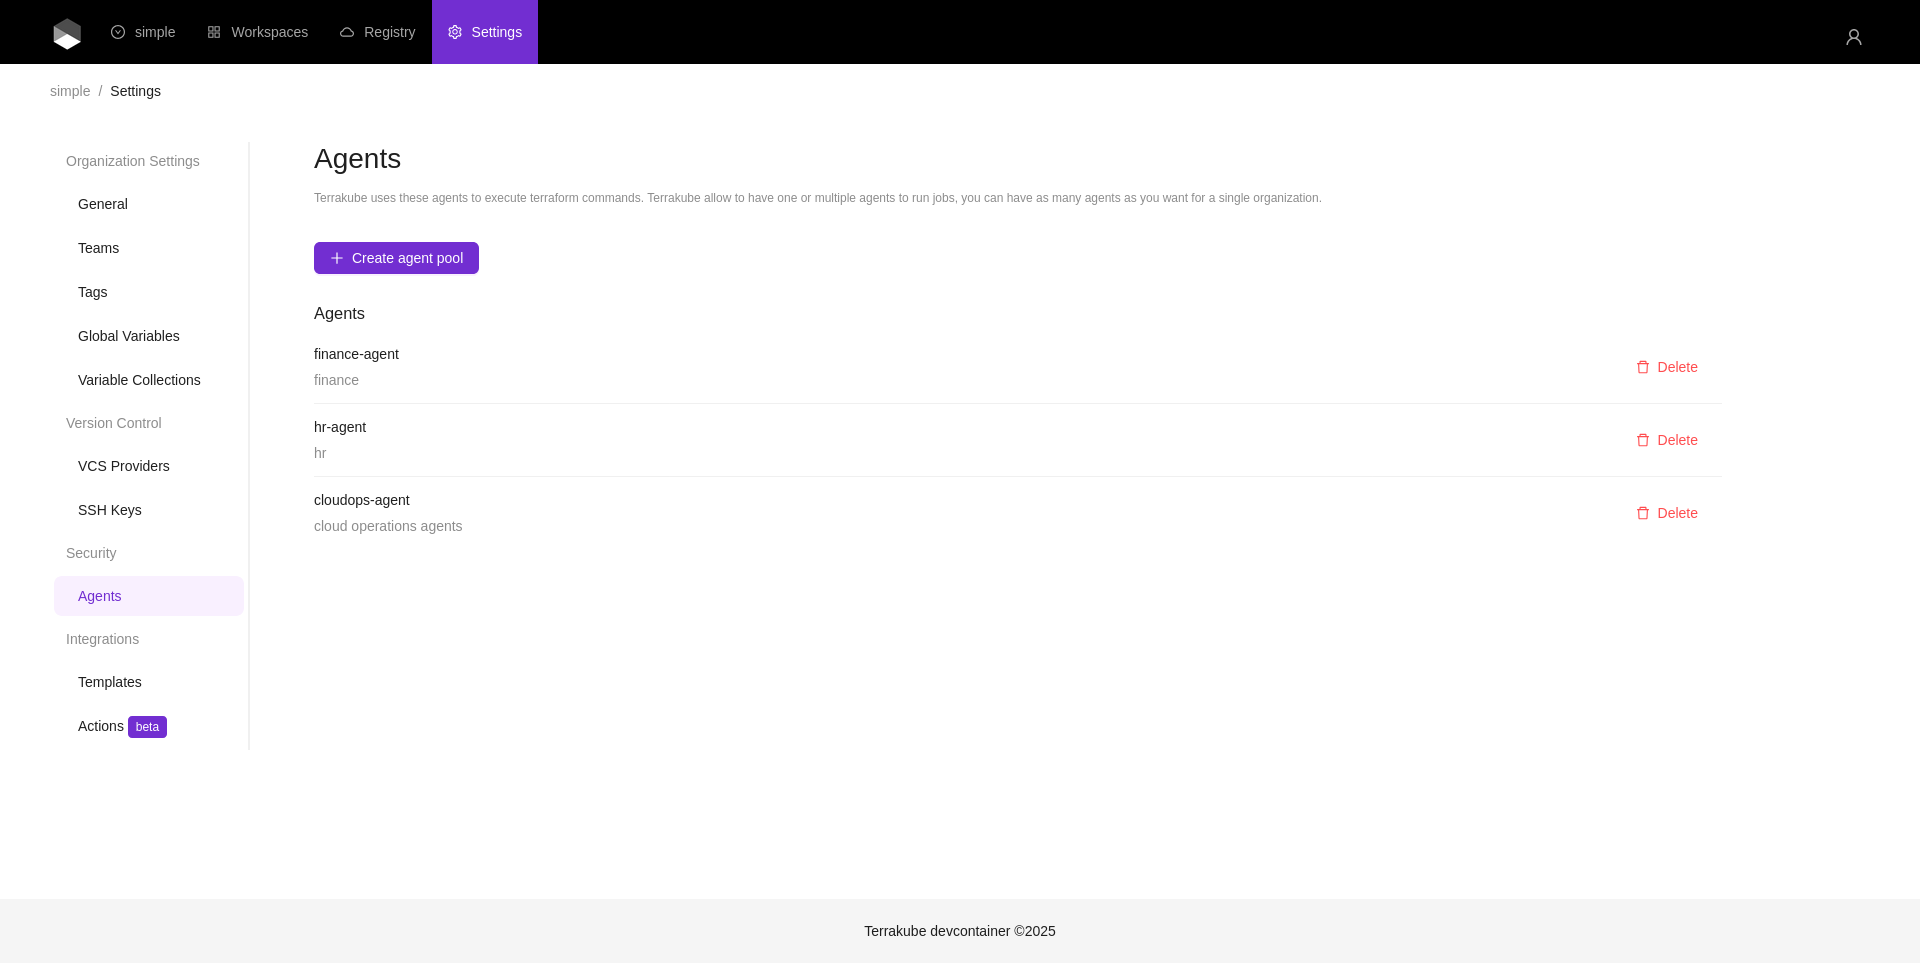 simple
Workspaces
Registry
Settings
simple / Settings
Organization Settings
General
Teams
Tags
Global Variables
Variable Collections
Version Control
VCS Providers
SSH Keys
Security
Agents
Integrations
Templates
Actions beta
Agents
Terrakube uses these agents to execute terraform commands. Terrakube allow to have one or multiple agents to run jobs, you can have as many agents as you want for a single organization.
Create agent pool
Agents
finance-agent
finance
Delete
hr-agent
hr
Delete
cloudops-agent
cloud operations agents
Delete
Terrakube devcontainer ©2025